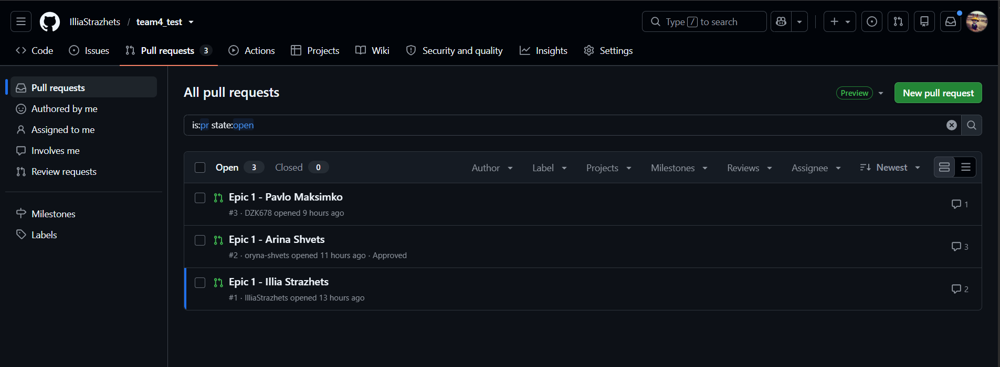 IlliaStrazhets / team4_test
Type / to search
Code Issues Pull requests 3 Actions Projects Wiki Security and quality Insights Settings
Pull requests
Authored by me
Assigned to me
Involves me
Review requests
Milestones
Labels
All pull requests
Preview
New pull request
is:pr state:open
Open 3 Closed 0 Author Label Projects Milestones Reviews Assignee Newest
Epic 1 - Pavlo Maksimko
#3 · DZK678 opened 9 hours ago
1
Epic 1 - Arina Shvets
#2 · oryna-shvets opened 11 hours ago · Approved
3
Epic 1 - Illia Strazhets
#1 · IlliaStrazhets opened 13 hours ago
2